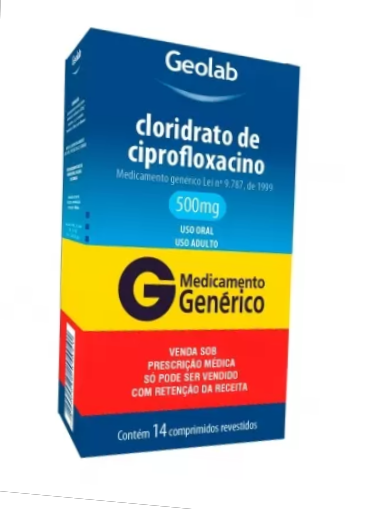 Geolab
cloridrato de
ciprofloxacino
Medicamento genérico Lei nº 9.787, de 1999
500mg
USO ORAL
USO ADULTO
G Medicamento
Genérico
VENDA SOB
PRESCRIÇÃO MÉDICA
SÓ PODE SER VENDIDO
COM RETENÇÃO DA RECEITA
Contém 14 comprimidos revestidos